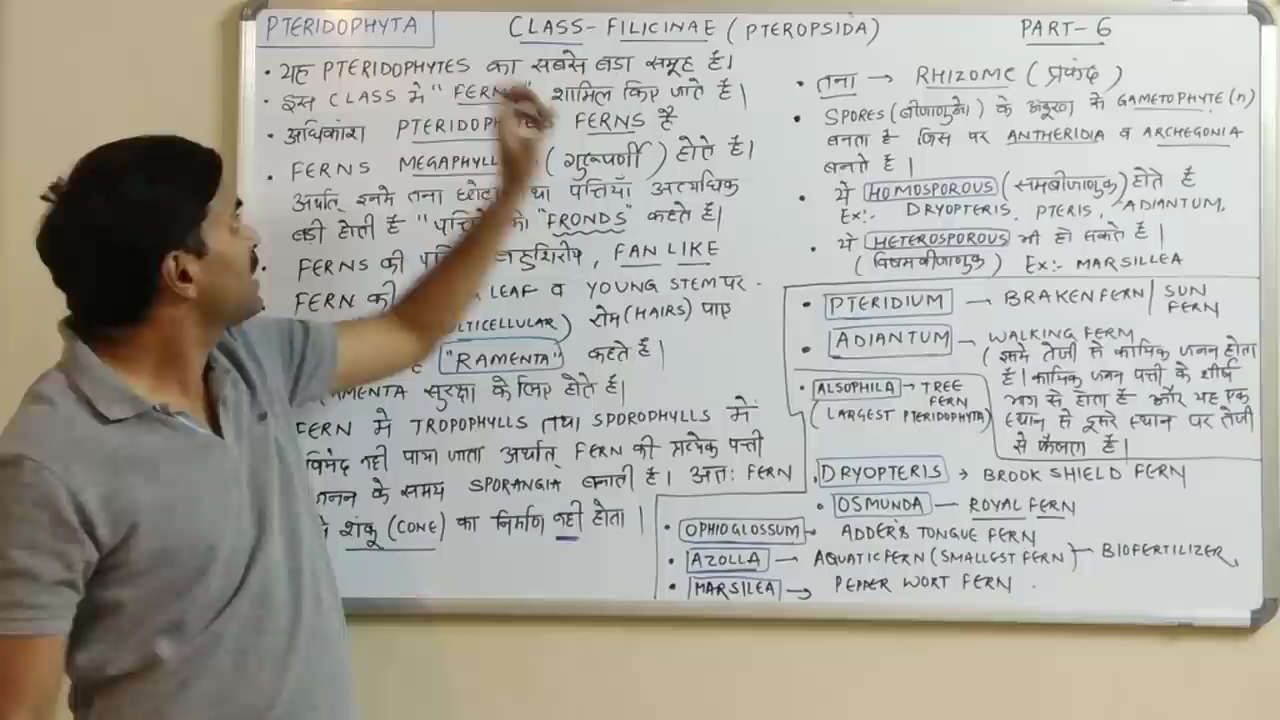 PTERIDOPHYTA CLASS-FILICINAE (PTEROPSIDA) PART-6
• यह PTERIDOPHYTES का सबसे बडा समूह है।
• इस CLASS में "FERNS" शामिल किए जाते है।
• अधिकांश PTERIDOPH FERNS है
• FERNS MEGAPHYLL (गुरूपर्णी) होते है।
अर्थात् इनमे तना छोटा तथा पत्तियाँ अत्यधिक
बडी होती है "पत्तियों को "FRONDS" कहते है।
• FERNS की बहुशिरीय, FAN LIKE
FERN की LEAF व YOUNG STEM पर -
LTICELLULAR) रोम (HAIRS) पाए
"RAMENTA" कहते है।
MENTA सुरक्षा के लिए होते है।
FERN मे TROPOPHYLLS तथा SPOROPHYLLS में
विभेद नही पाया जाता अर्थात् FERN की प्रत्येक पत्ती
जनन के समय SPORANGIA बनाती है। अतः FERN
शंकू (CONE) का निर्माण नही होता।
• तना → RHIZOME (प्रकंद)
• SPORES (बीजाणुओ) के अंकुरण से GAMETOPHYTE (n)
बनता है जिस पर ANTHERIDIA व ARCHEGONIA
बनते है।
• ये HOMOSPOROUS (समबीजाणुक) होते है
Ex:- DRYOPTERIS, PTERIS, ADIANTUM,
• ये HETEROSPOROUS भी हो सकते है।
(विषमबीजाणुक) Ex:- MARSILLEA
• PTERIDIUM → BRAKEN FERN/ SUN
FERN
• ADIANTUM → WALKING FERM
(इसमे तेजी से कायिक जनन होता
है। कायिक जनन पत्ती के शीर्ष
भाग से होता है और यह एक
स्थान से दूसरे स्थान पर तेजी
से फैलता है।
• ALSOPHILA → TREE
FERN
(LARGEST PTERIDOPHYTA)
• DRYOPTERIS → BROOK SHIELD FERN
• OSMUNDA — ROYAL FERN
• OPHIOGLOSSUM → ADDER'S TONGUE FERN
• AZOLLA → AQUATIC FERN (SMALLEST FERN) — BIOFERTILIZER,
• MARSILEA → PEPPER WORT FERN